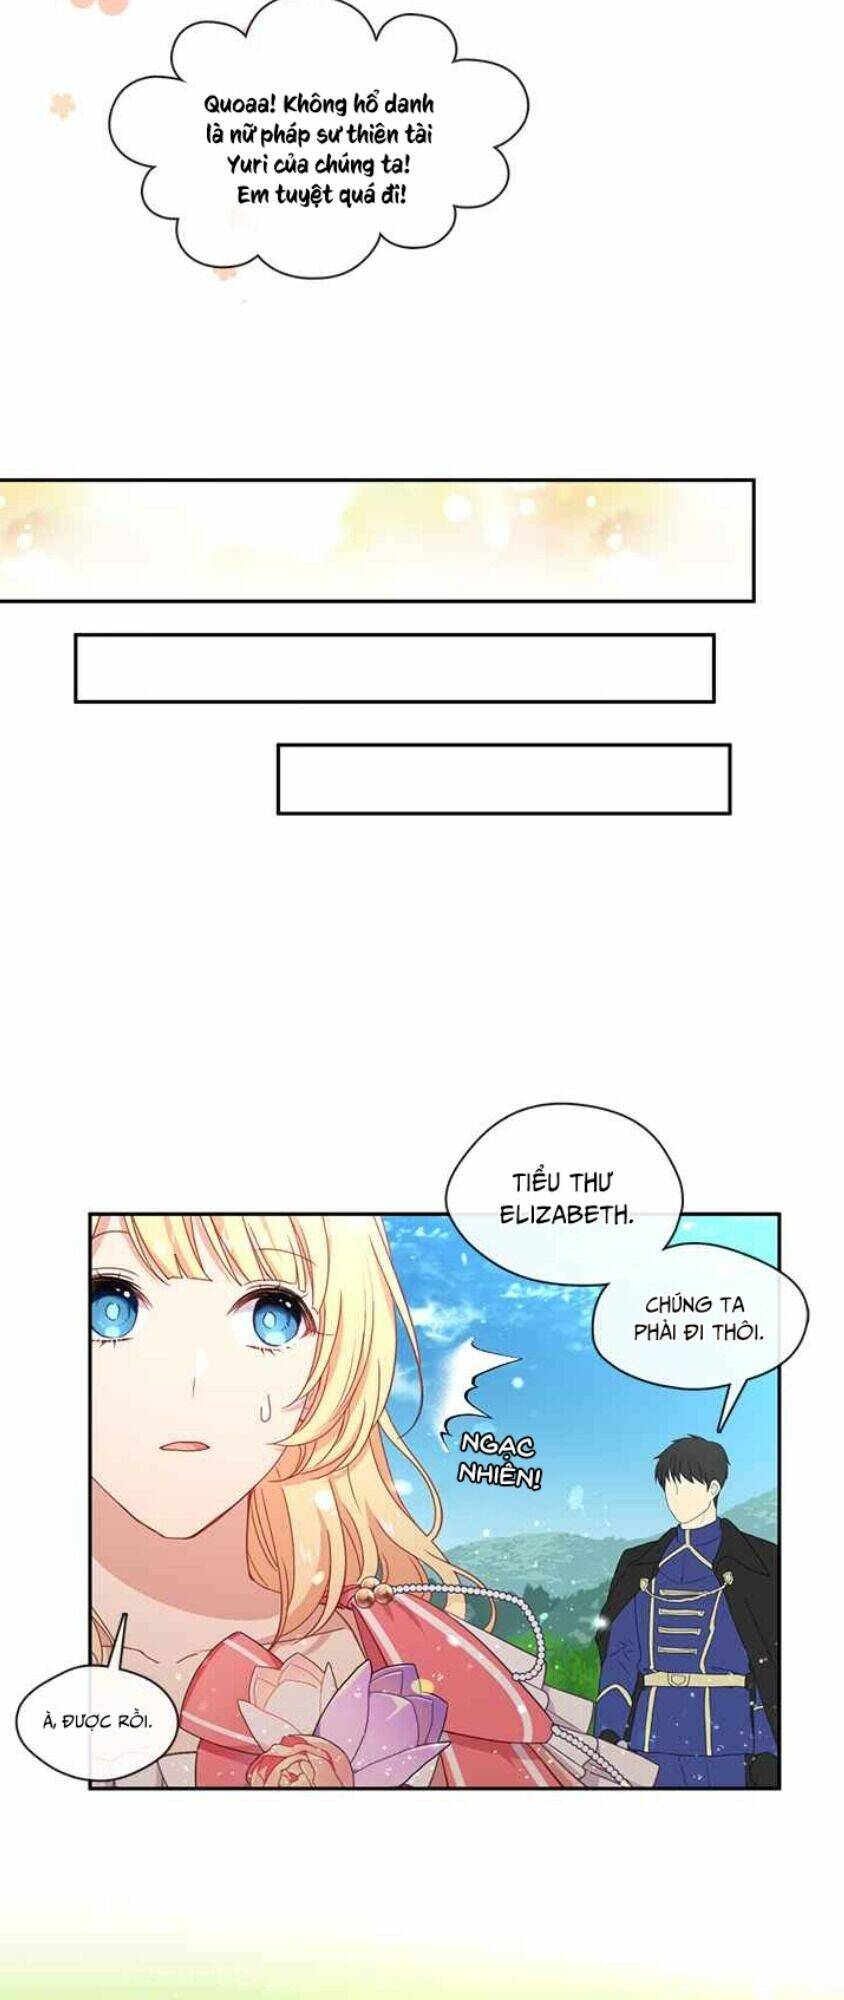 Quoaa! Không hổ danh
là nữ pháp sư thiên tài
Yuri của chúng ta!
Em tuyệt quá đi!
TIỂU THƯ
ELIZABETH.
CHÚNG TA
PHẢI ĐI THÔI.
NGẠC
NHIÊN!
À, ĐƯỢC RỒI.